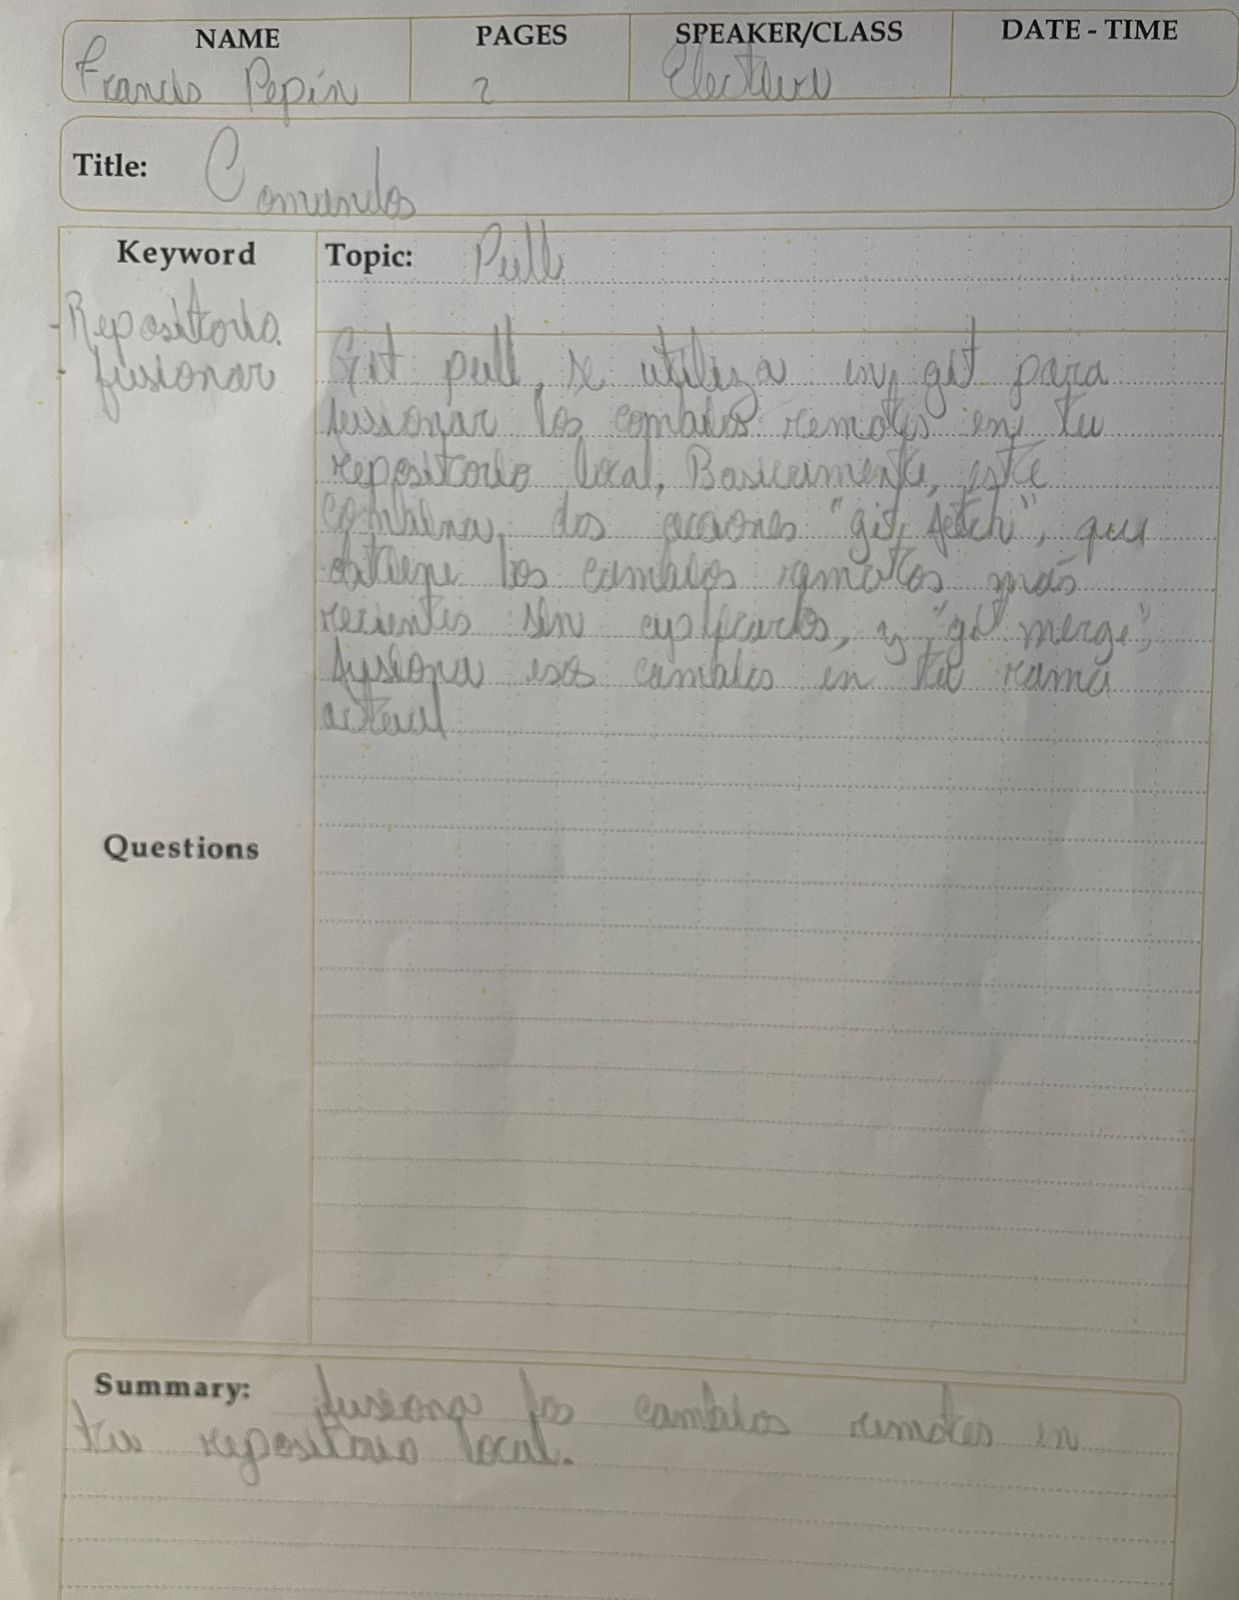 NAME PAGES SPEAKER/CLASS DATE - TIME
Francis Pepin 2 Electiva
Title: Comandos
Keyword Topic: Pull
- Repositorio.
- fusionar
Git pull, se utiliza en git para
fusionar los cambios remotos en tu
repositorio local, Basicamente, este
combina dos acciones "git fetch", que
obtiene los cambios remotos más
recientes sin aplicarlos, y "git merge",
fusiona esos cambios en tu rama
actual
Questions
Summary: fusiona los cambios remotos en
tu repositorio local.